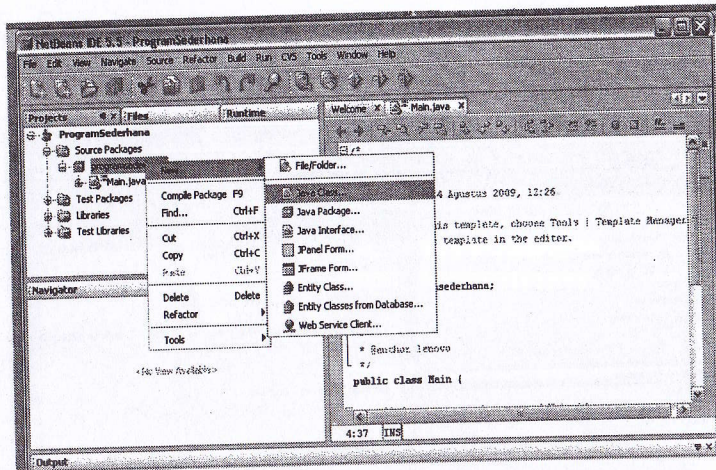 NetBeans IDE 5.5 - ProgramSederhana
File Edit View Navigate Source Refactor Build Run CVS Tools Window Help
Projects x Files Runtime
Welcome x Main.java x
ProgramSederhana
Source Packages
programsede
Main.java
Test Packages
Libraries
Test Libraries
New
Compile Package F9
Find... Ctrl+F
Cut Ctrl+X
Copy Ctrl+C
Paste Ctrl+V
Delete Delete
Refactor
Tools
File/Folder...
Java Class...
Java Package...
Java Interface...
JPanel Form...
JFrame Form...
Entity Class...
Entity Classes from Database...
Web Service Client...
/*
4 Agustus 2009, 12:26
is template, choose Tools | Template Manager
template in the editor.
sederhana;
* @author lenovo
*/
public class Main {
Navigator
<No View Available>
4:37 INS
Output